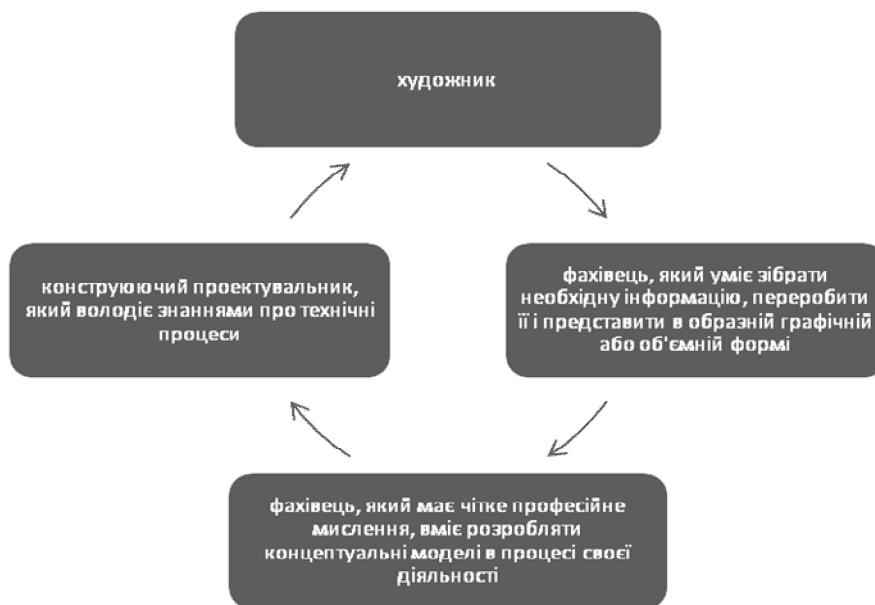 художник
конструюючий проектувальник,
який володіє знаннями про технічні
процеси
фахівець, який уміє зібрати
необхідну інформацію, переробити
її і представити в образній графічній
або об'ємній формі
фахівець, який має чітке професійне
мислення, вміє розробляти
концептуальні моделі в процесі своєї
діяльності